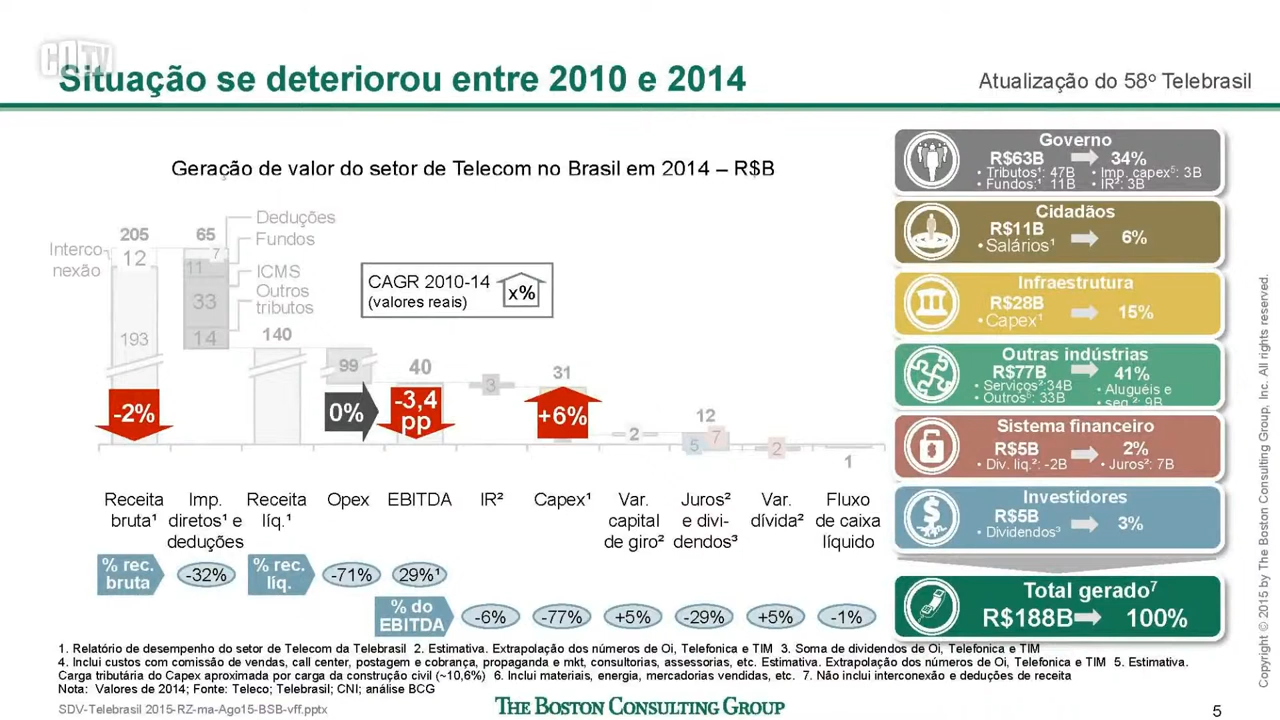 CDTV
Situação se deteriorou entre 2010 e 2014
Atualização do 58º Telebrasil
Geração de valor do setor de Telecom no Brasil em 2014 – R$B
Interco-
nexão
205
12
193
65
7
11
33
14
Deduções
Fundos
ICMS
Outros
tributos
140
99
40
3
31
2
12
5
7
2
1
CAGR 2010-14
(valores reais)
x%
-2%
0%
-3,4
pp
+6%
Receita
bruta¹
Imp.
diretos¹ e
deduções
Receita
líq.¹
Opex
EBITDA
IR²
Capex¹
Var.
capital
de giro²
Juros²
e divi-
dendos³
Var.
dívida²
Fluxo
de caixa
líquido
% rec.
bruta
-32%
% rec.
líq.
-71%
29%¹
% do
EBITDA
-6%
-77%
+5%
-29%
+5%
-1%
Governo
R$63B
34%
• Tributos¹: 47B
• Imp. capex⁵: 3B
• Fundos:¹ 11B
• IR²: 3B
Cidadãos
R$11B
6%
• Salários¹
Infraestrutura
R$28B
15%
• Capex¹
Outras indústrias
R$77B
41%
• Serviços²:34B
• Outros⁶: 33B
• Aluguéis e
seg.²: 9B
Sistema financeiro
R$5B
2%
• Div. liq.²: -2B
• Juros²: 7B
Investidores
R$5B
3%
• Dividendos³
Total gerado⁷
R$188B
100%
1. Relatório de desempenho do setor de Telecom da Telebrasil 2. Estimativa. Extrapolação dos números de Oi, Telefonica e TIM 3. Soma de dividendos de Oi, Telefonica e TIM
4. Inclui custos com comissão de vendas, call center, postagem e cobrança, propaganda e mkt, consultorias, assessorias, etc. Estimativa. Extrapolação dos números de Oi, Telefonica e TIM 5. Estimativa.
Carga tributária do Capex aproximada por carga da construção civil (~10,6%) 6. Inclui materiais, energia, mercadorias vendidas, etc. 7. Não inclui interconexão e deduções de receita
Nota: Valores de 2014; Fonte: Teleco; Telebrasil; CNI; análise BCG
SDV-Telebrasil 2015-RZ-ma-Ago15-BSB-vff.pptx
THE BOSTON CONSULTING GROUP
5
Copyright © 2015 by The Boston Consulting Group, Inc. All rights reserved.